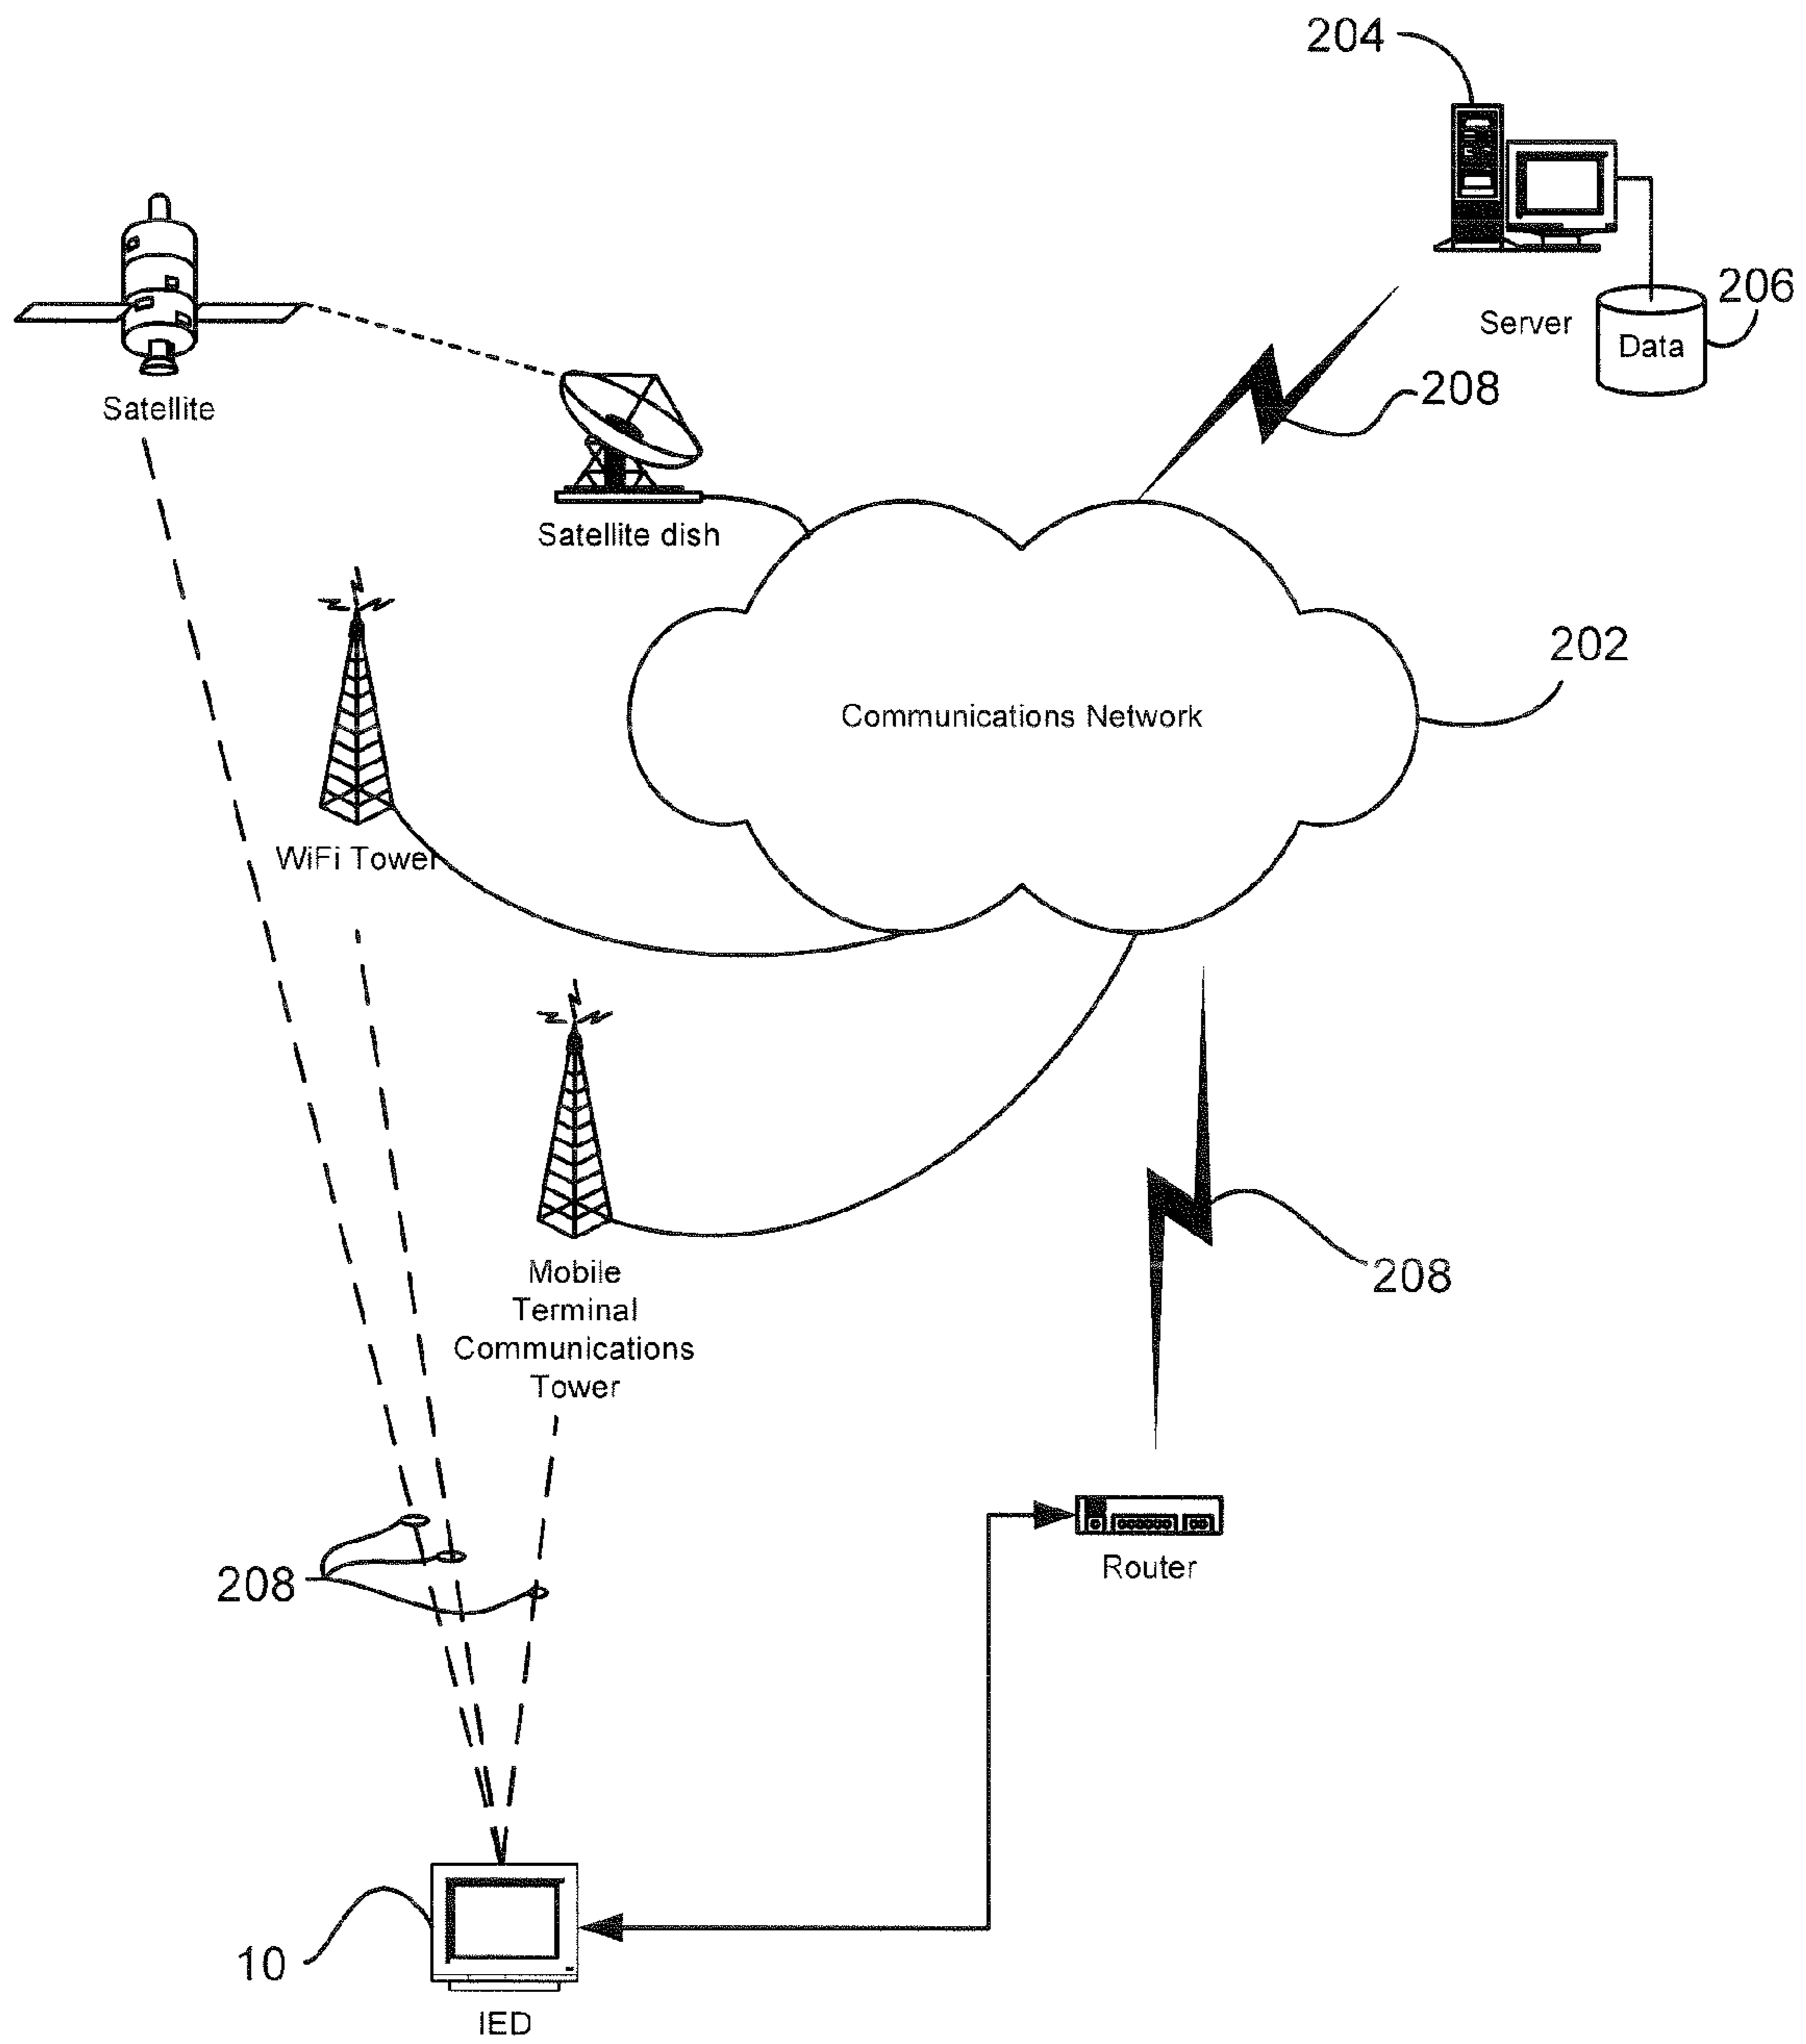 204
206
Server
Data
208
Satellite
Satellite dish
202
Communications Network
WiFi Tower
208
Mobile
Terminal
Communications
Tower
208
Router
10
IED